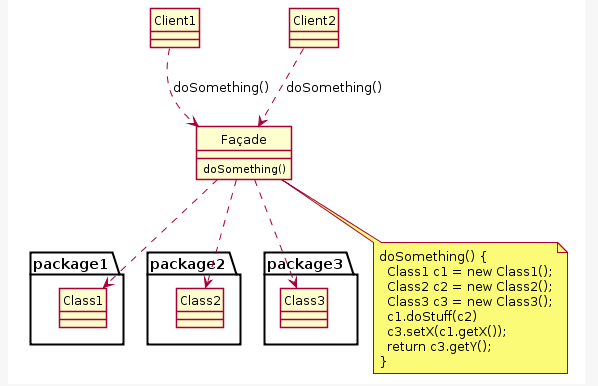 Client1
Client2
doSomething()
doSomething()
Façade
doSomething()
package1
package2
package3
Class1
Class2
Class3
doSomething() {
Class1 c1 = new Class1();
Class2 c2 = new Class2();
Class3 c3 = new Class3();
c1.doStuff(c2)
c3.setX(c1.getX());
return c3.getY();
}